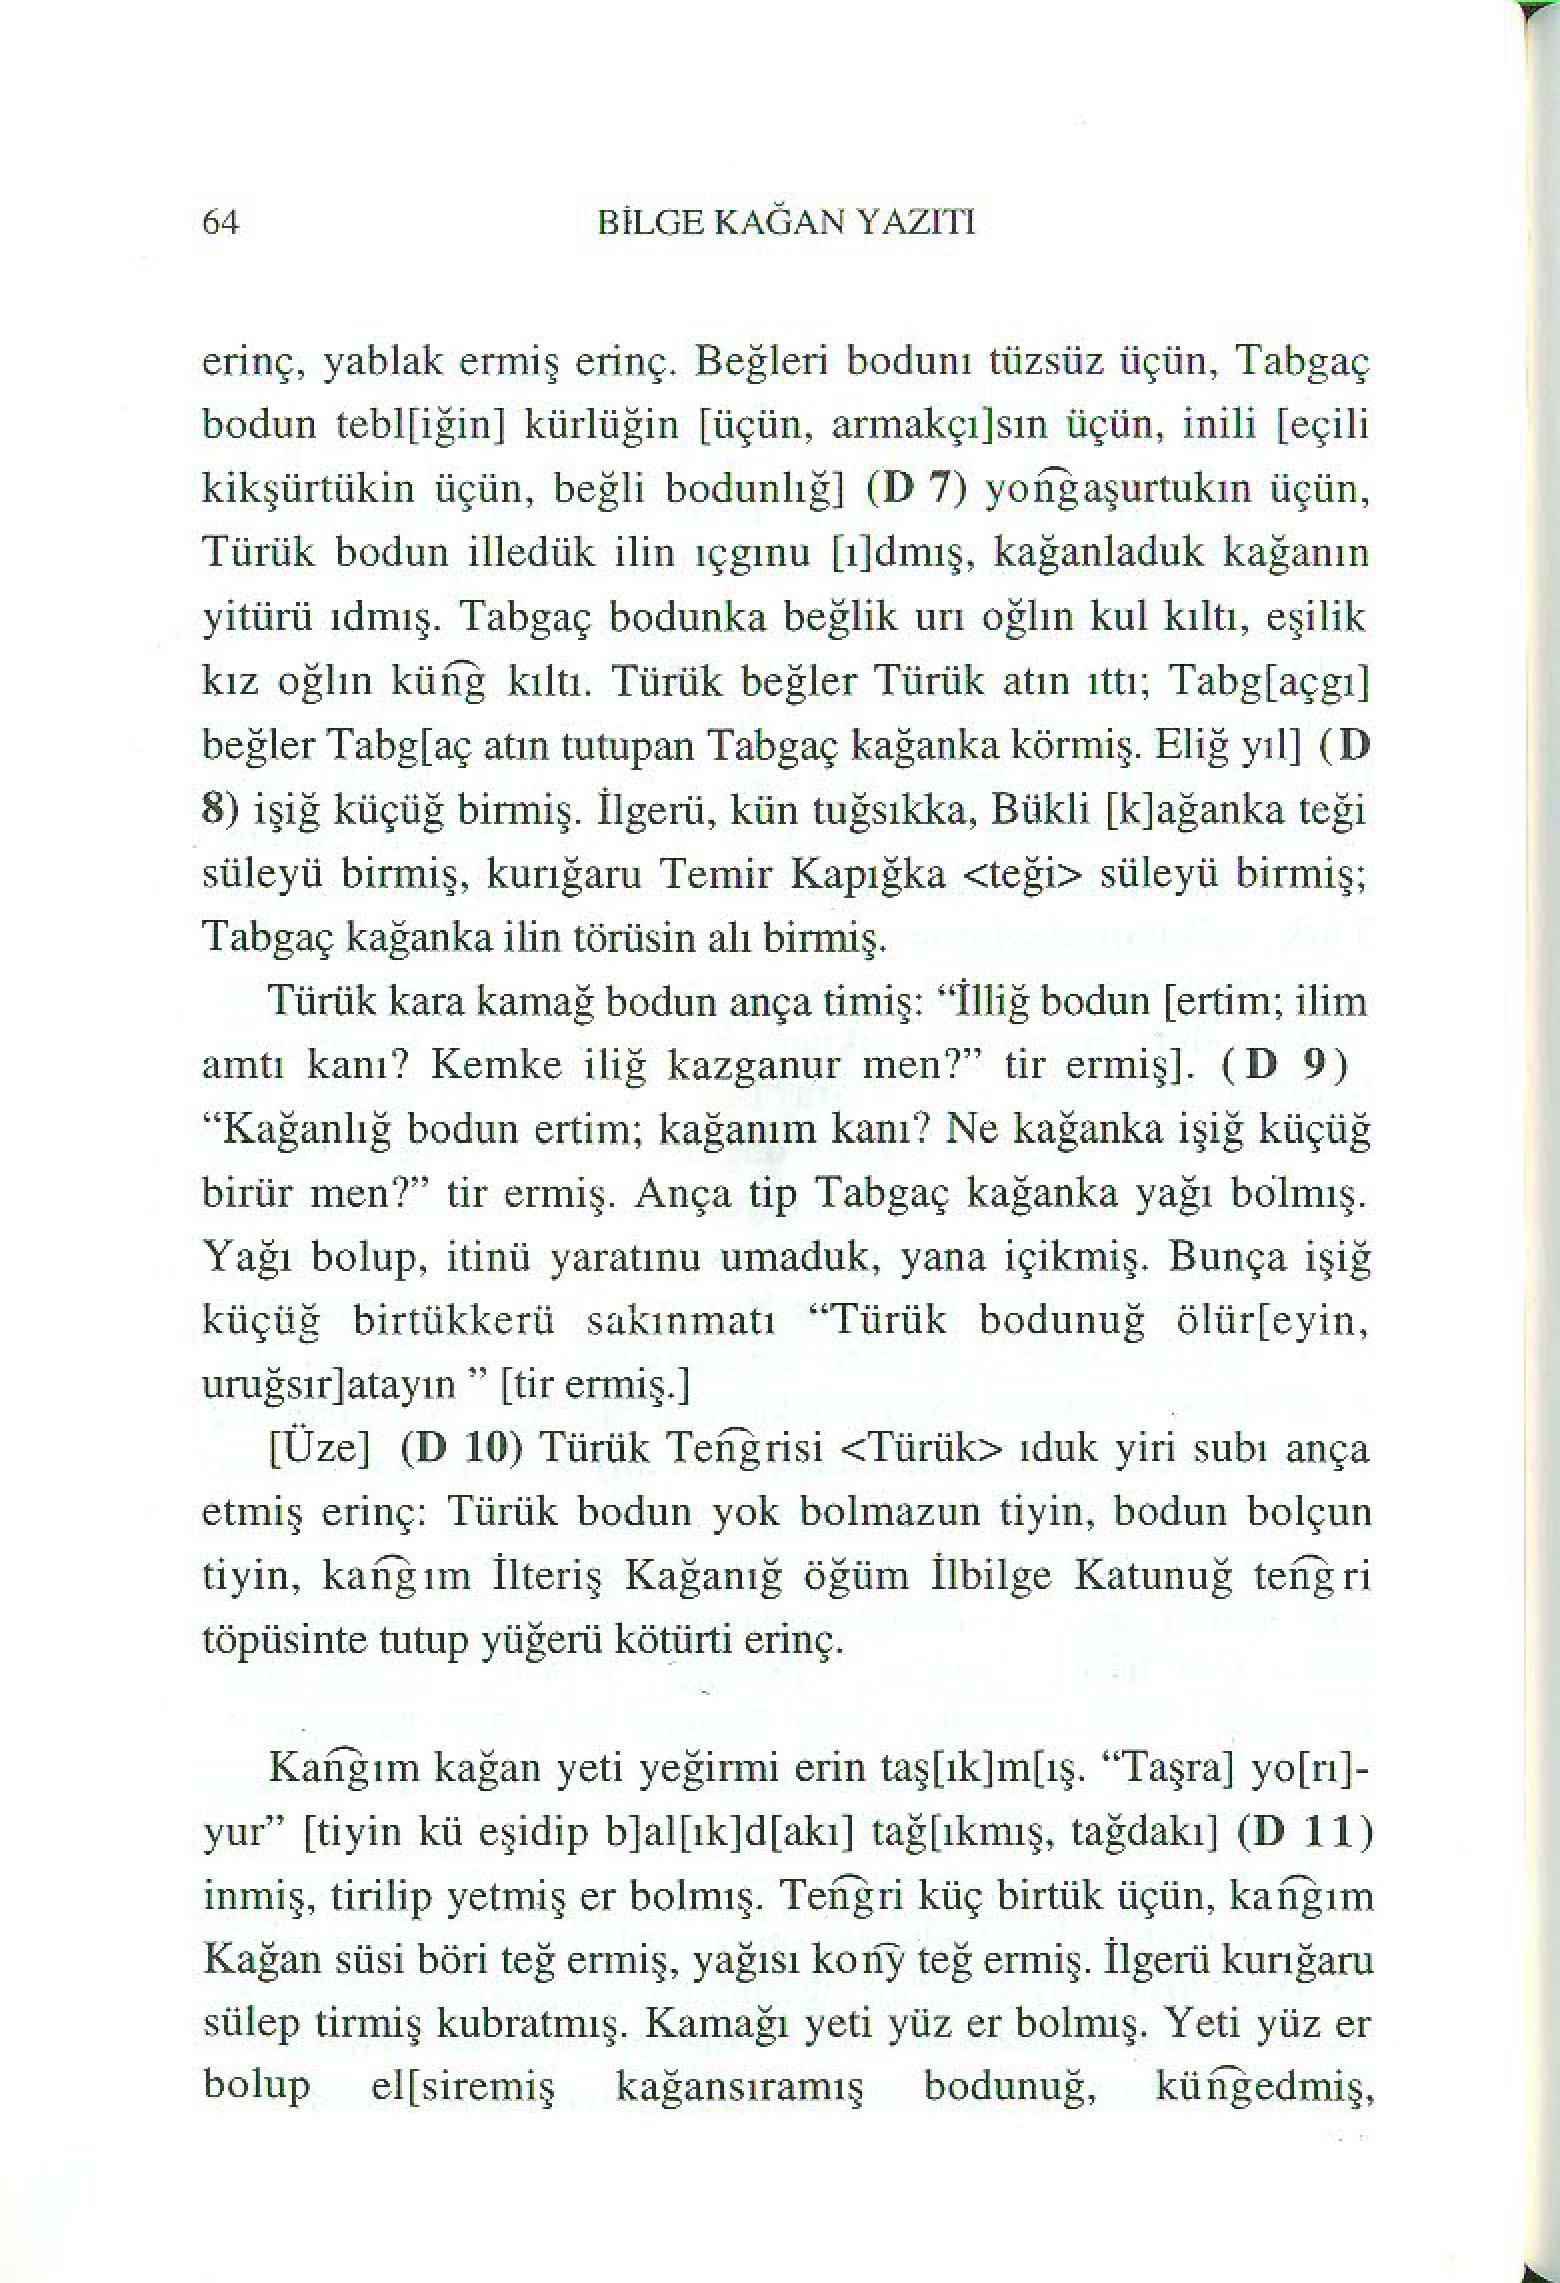 64
BİLGE KAĞAN YAZITI
erinç, yablak ermiş erinç. Beğleri bodunı tüzsüz üçün, Tabgaç
bodun tebl[iğin] kürlüğin [üçün, armakçı]sın üçün, inili [eçili
kikşürtükin üçün, beğli bodunlığ] (D 7) yon͡gaşurtukın üçün,
Türük bodun illedük ilin ıçgınu [ı]dmış, kağanladuk kağanın
yitürü ıdmış. Tabgaç bodunka beğlik urı oğlın kul kıltı, eşilik
kız oğlın kün͡g kıltı. Türük beğler Türük atın ıttı; Tabg[açgı]
beğler Tabg[aç atın tutupan Tabgaç kağanka körmiş. Eliğ yıl] (D
8) işiğ küçüğ birmiş. İlgerü, kün tuğsıkka, Bükli [k]ağanka teği
süleyü birmiş, kurığaru Temir Kapığka <teği> süleyü birmiş;
Tabgaç kağanka ilin törüsin alı birmiş.
Türük kara kamağ bodun ança timiş: “İlliğ bodun [ertim; ilim
amtı kanı? Kemke iliğ kazganur men?” tir ermiş]. (D 9)
“Kağanlığ bodun ertim; kağanım kanı? Ne kağanka işiğ küçüğ
birür men?” tir ermiş. Ança tip Tabgaç kağanka yağı bolmış.
Yağı bolup, itinü yaratınu umaduk, yana içikmiş. Bunça işiğ
küçüğ birtükkerü sakınmatı “Türük bodunuğ ölür[eyin,
uruğsır]atayın ” [tir ermiş.]
[Üze] (D 10) Türük Ten͡grisi <Türük> ıduk yiri subı ança
etmiş erinç: Türük bodun yok bolmazun tiyin, bodun bolçun
tiyin, kan͡gım İlteriş Kağanığ öğüm İlbilge Katunuğ ten͡gri
töpüsinte tutup yüğerü kötürti erinç.
Kan͡gım kağan yeti yeğirmi erin taş[ık]m[ış. “Taşra] yo[rı]-
yur” [tiyin kü eşidip b]al[ık]d[akı] tağ[ıkmış, tağdakı] (D 11)
inmiş, tirilip yetmiş er bolmış. Ten͡gri küç birtük üçün, kan͡gım
Kağan süsi böri teğ ermiş, yağısı kon͡y teğ ermiş. İlgerü kurığaru
sülep tirmiş kubratmış. Kamağı yeti yüz er bolmış. Yeti yüz er
bolup el[siremiş kağansıramış bodunuğ, kün͡gedmiş,